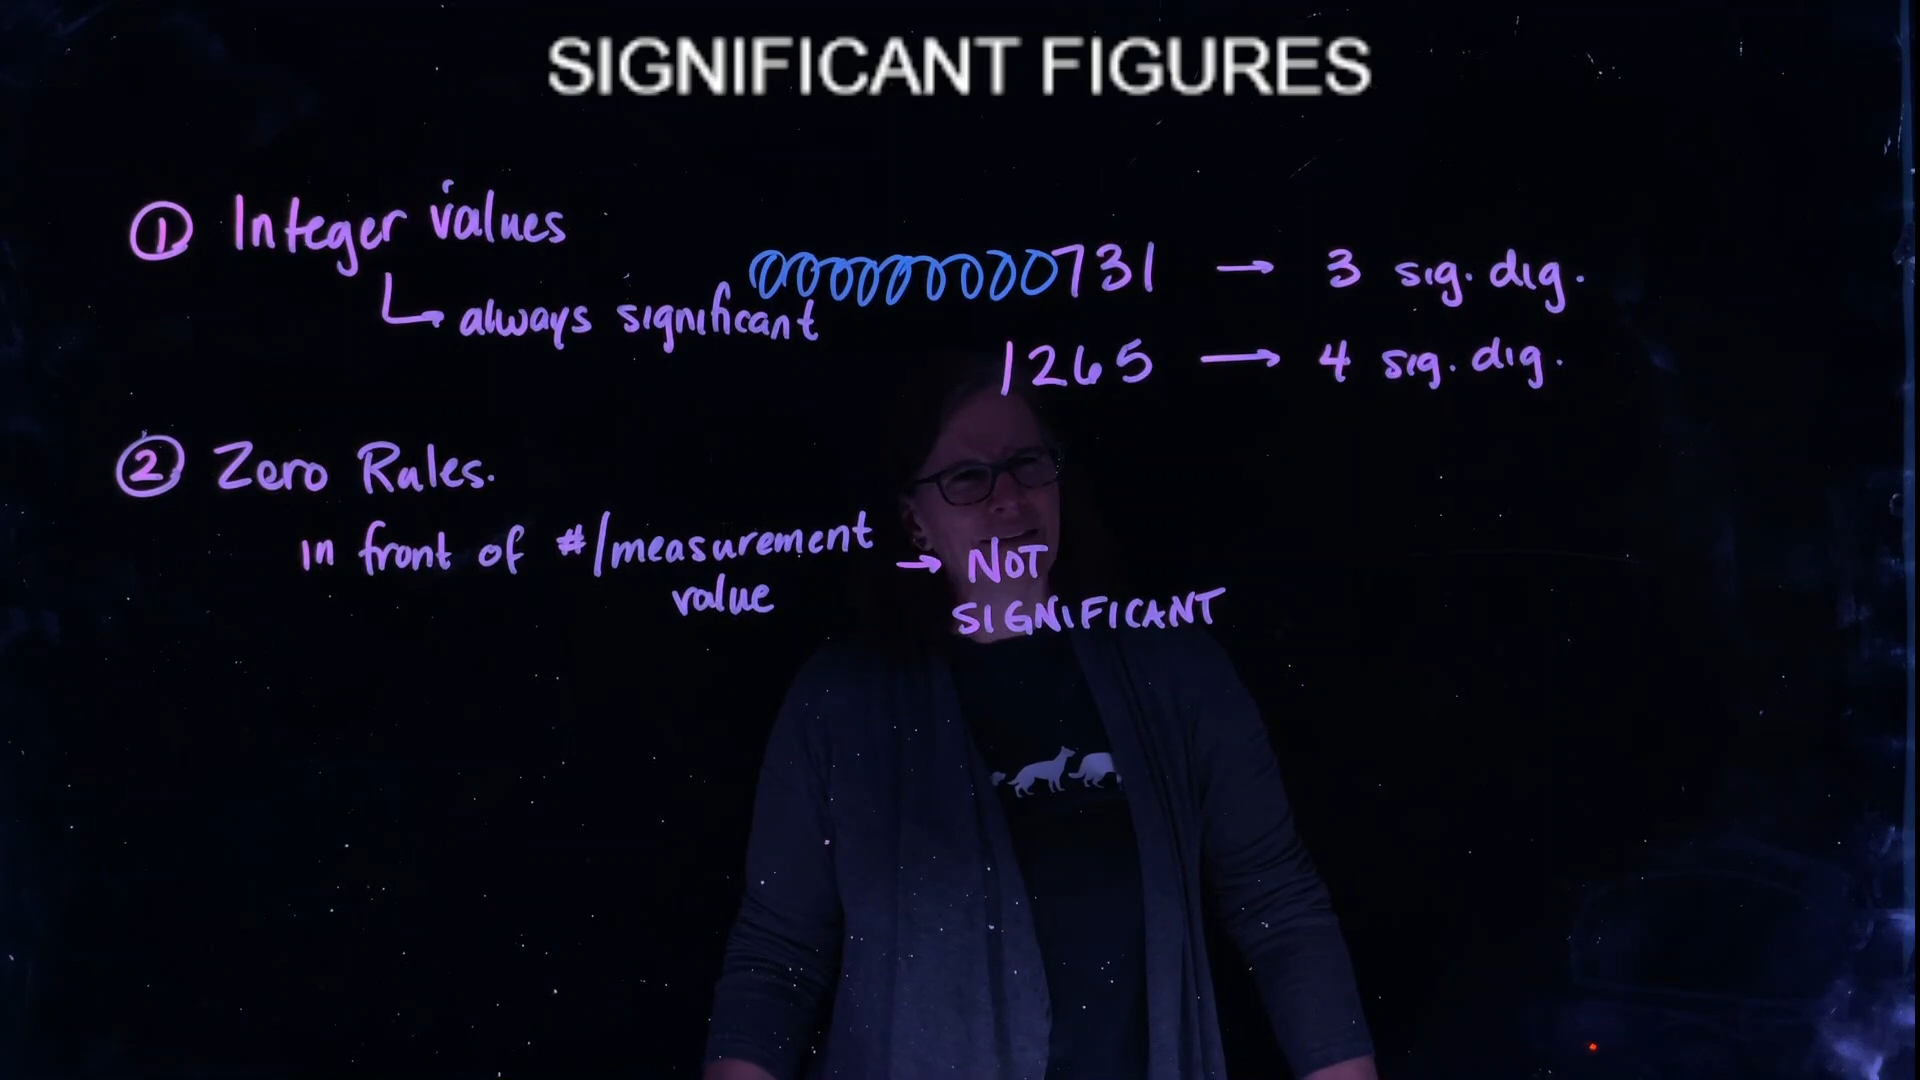 SIGNIFICANT FIGURES
① Integer values
↳ always significant
000000000731 → 3 sig. dig.
1265 → 4 sig. dig.
② Zero Rules.
in front of #/measurement value → NOT SIGNIFICANT